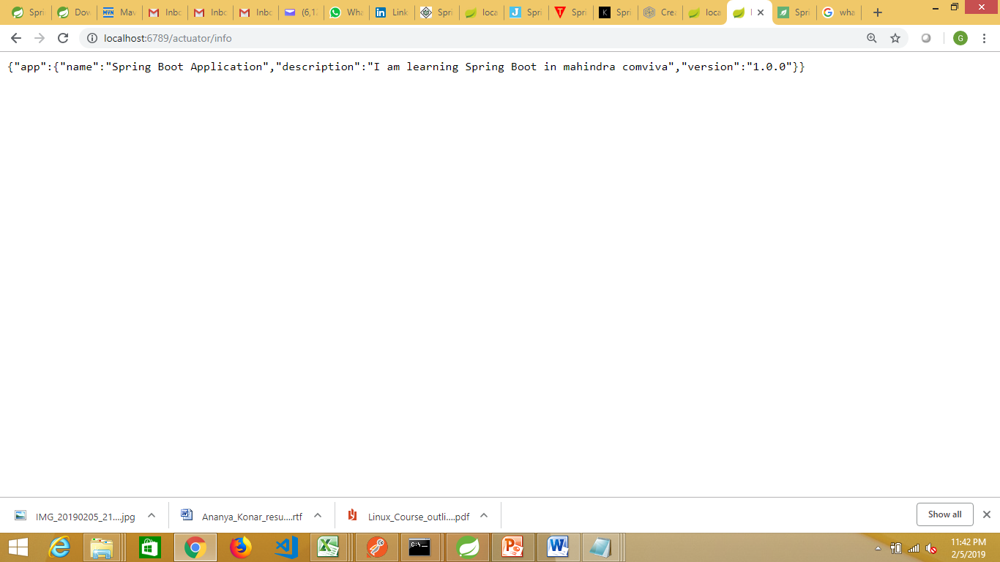 Spri Dow Mav Inbo Inbo Inbo (6,1 Wha Link Spri loca Spri Spri Spri Crea loca Spri wha
localhost:6789/actuator/info
{"app":{"name":"Spring Boot Application","description":"I am learning Spring Boot in mahindra comviva","version":"1.0.0"}}
IMG_20190205_21....jpg Ananya_Konar_resu....rtf Linux_Course_outli....pdf Show all
11:42 PM
2/5/2019